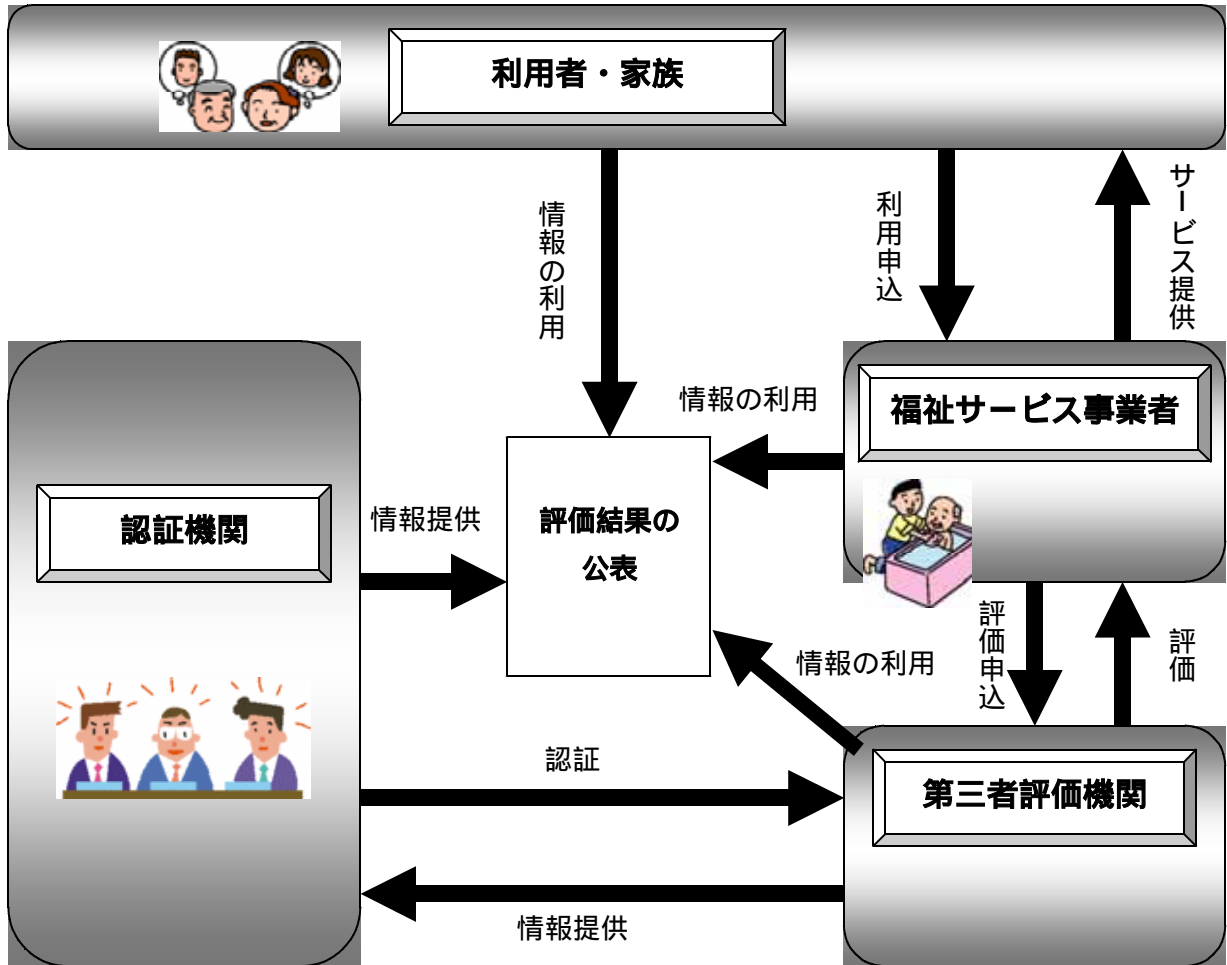 利用者・家族
情報の利用
利用申込
サービス提供
福祉サービス事業者
情報の利用
認証機関
情報提供
評価結果の
公表
評価申込
評価
情報の利用
認証
第三者評価機関
情報提供